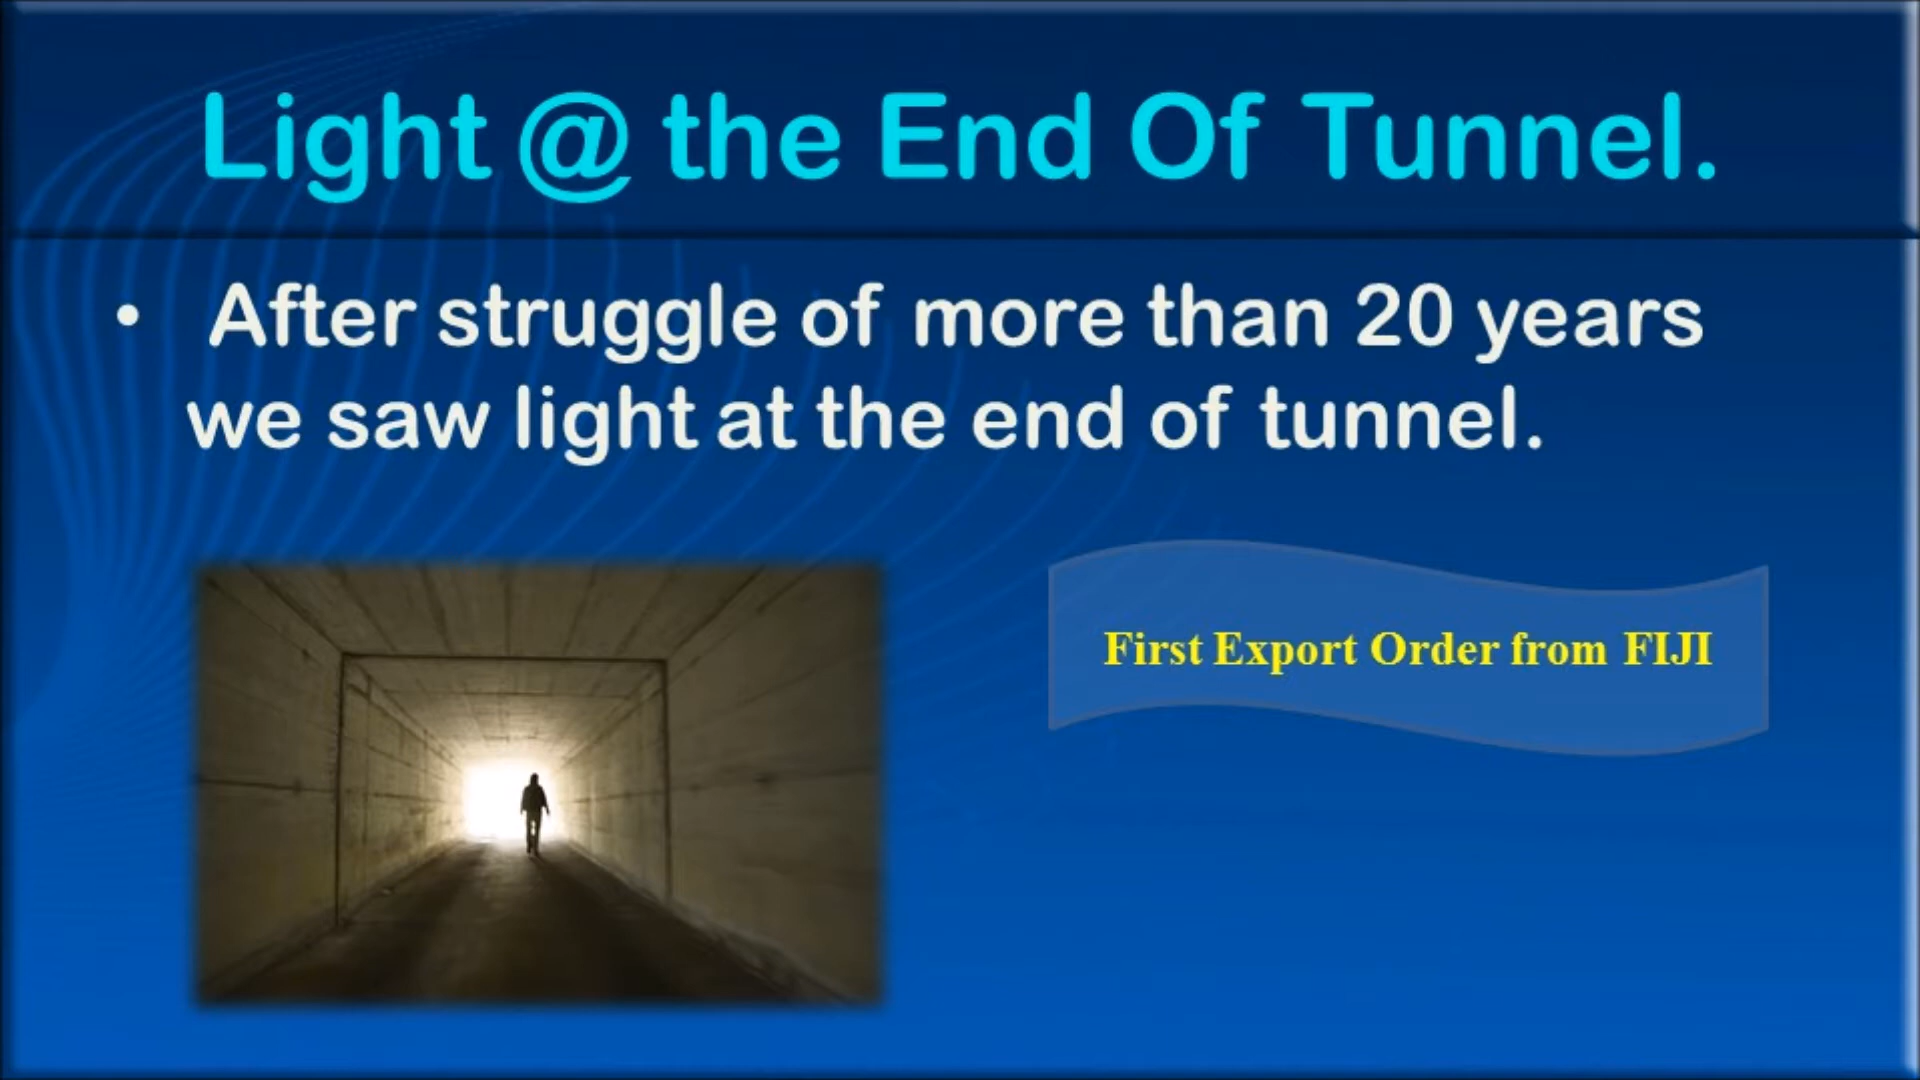 Light @ the End Of Tunnel.
• After struggle of more than 20 years
we saw light at the end of tunnel.
First Export Order from FIJI